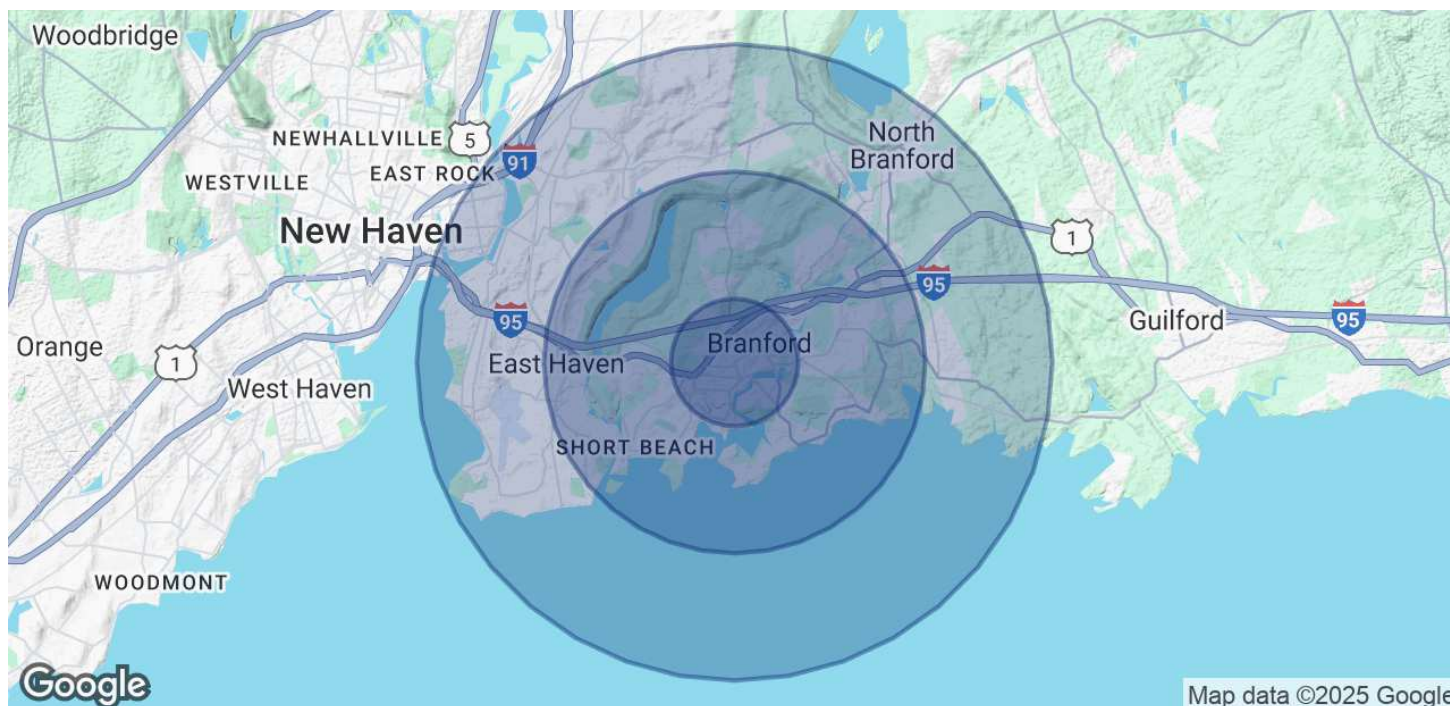 Woodbridge
NEWHALLVILLE
5
91
North
Branford
EAST ROCK
WESTVILLE
New Haven
1
95
95
Guilford
95
Branford
Orange
1
East Haven
West Haven
SHORT BEACH
WOODMONT
Google
Map data ©2025 Google